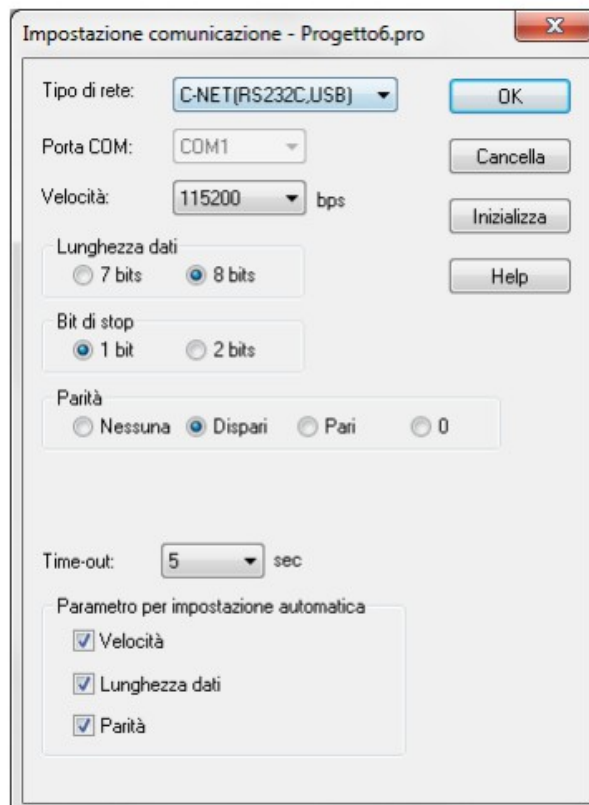 Impostazione comunicazione - Progetto6.pro
Tipo di rete: C-NET(RS232C,USB) OK
Porta COM: COM1 Cancella
Velocità: 115200 bps Inizializza
Lunghezza dati
7 bits 8 bits Help
Bit di stop
1 bit 2 bits
Parità
Nessuna Dispari Pari 0
Time-out: 5 sec
Parametro per impostazione automatica
Velocità
Lunghezza dati
Parità